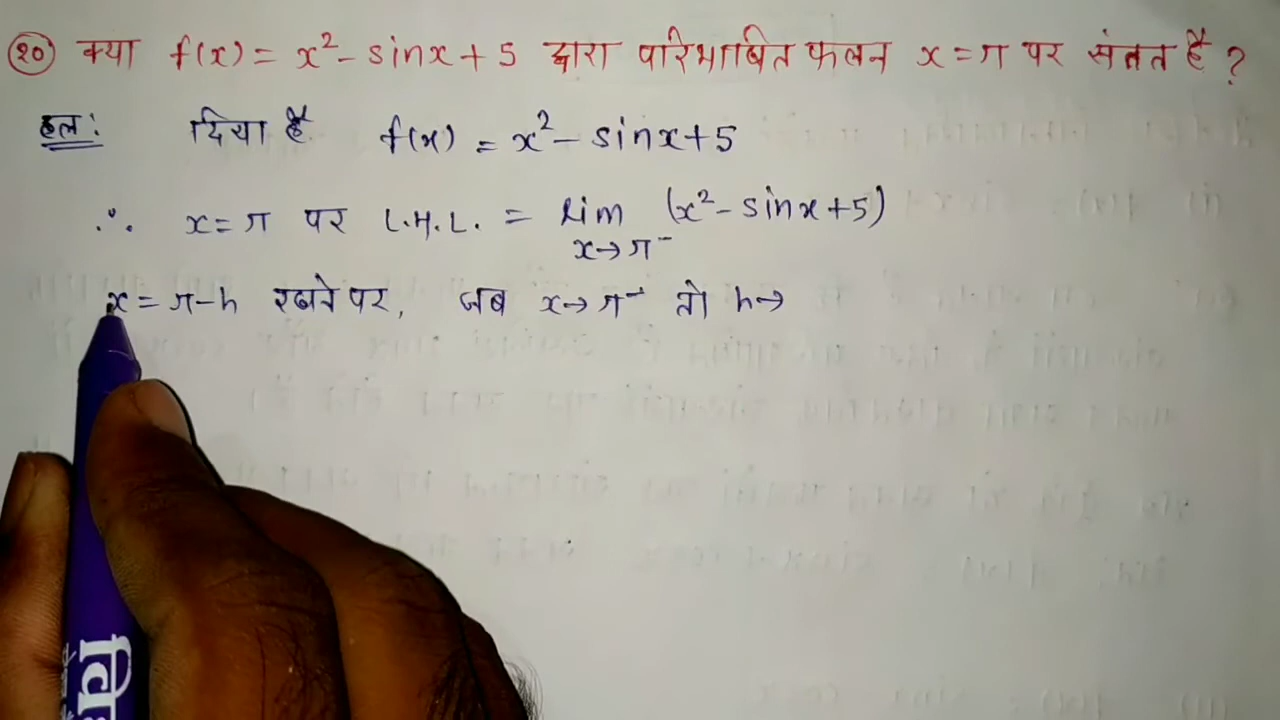 २० क्या f(x) = x² - sinx + 5 द्वारा परिभाषित फलन x = π पर संतत है ?
हल : दिया है f(x) = x² - sinx + 5
∴ x = π पर L.H.L. = lim (x² - sinx + 5)
x → π⁻
x = π - h रखने पर, जब x → π⁻ तो h →